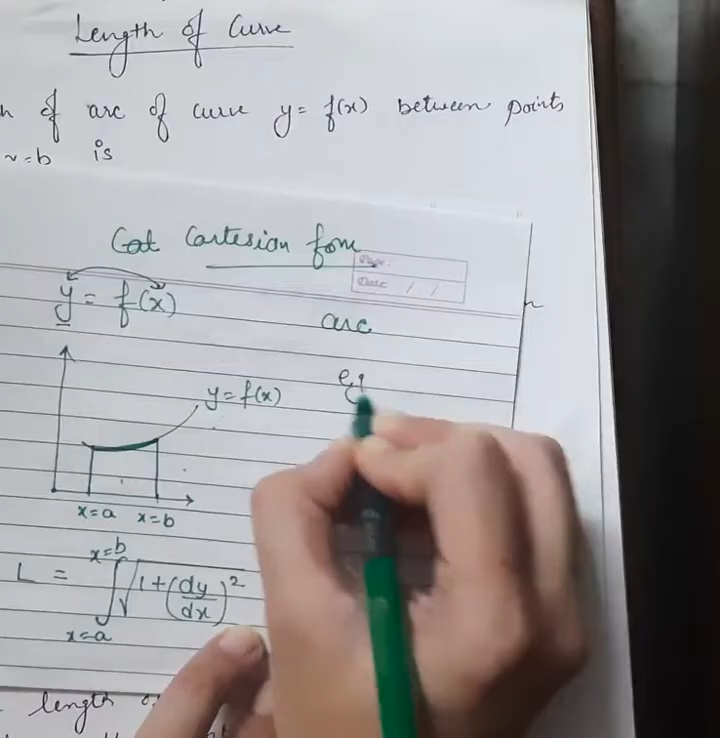 Length of Curve
of arc of curve y = f(x) between points
x=b is
Cartesian form
Page:
Date / /
y = f(x)
arc
y=f(x)
x=a x=b
x=b
L = ∫√1+(dy/dx)²
x=a
length